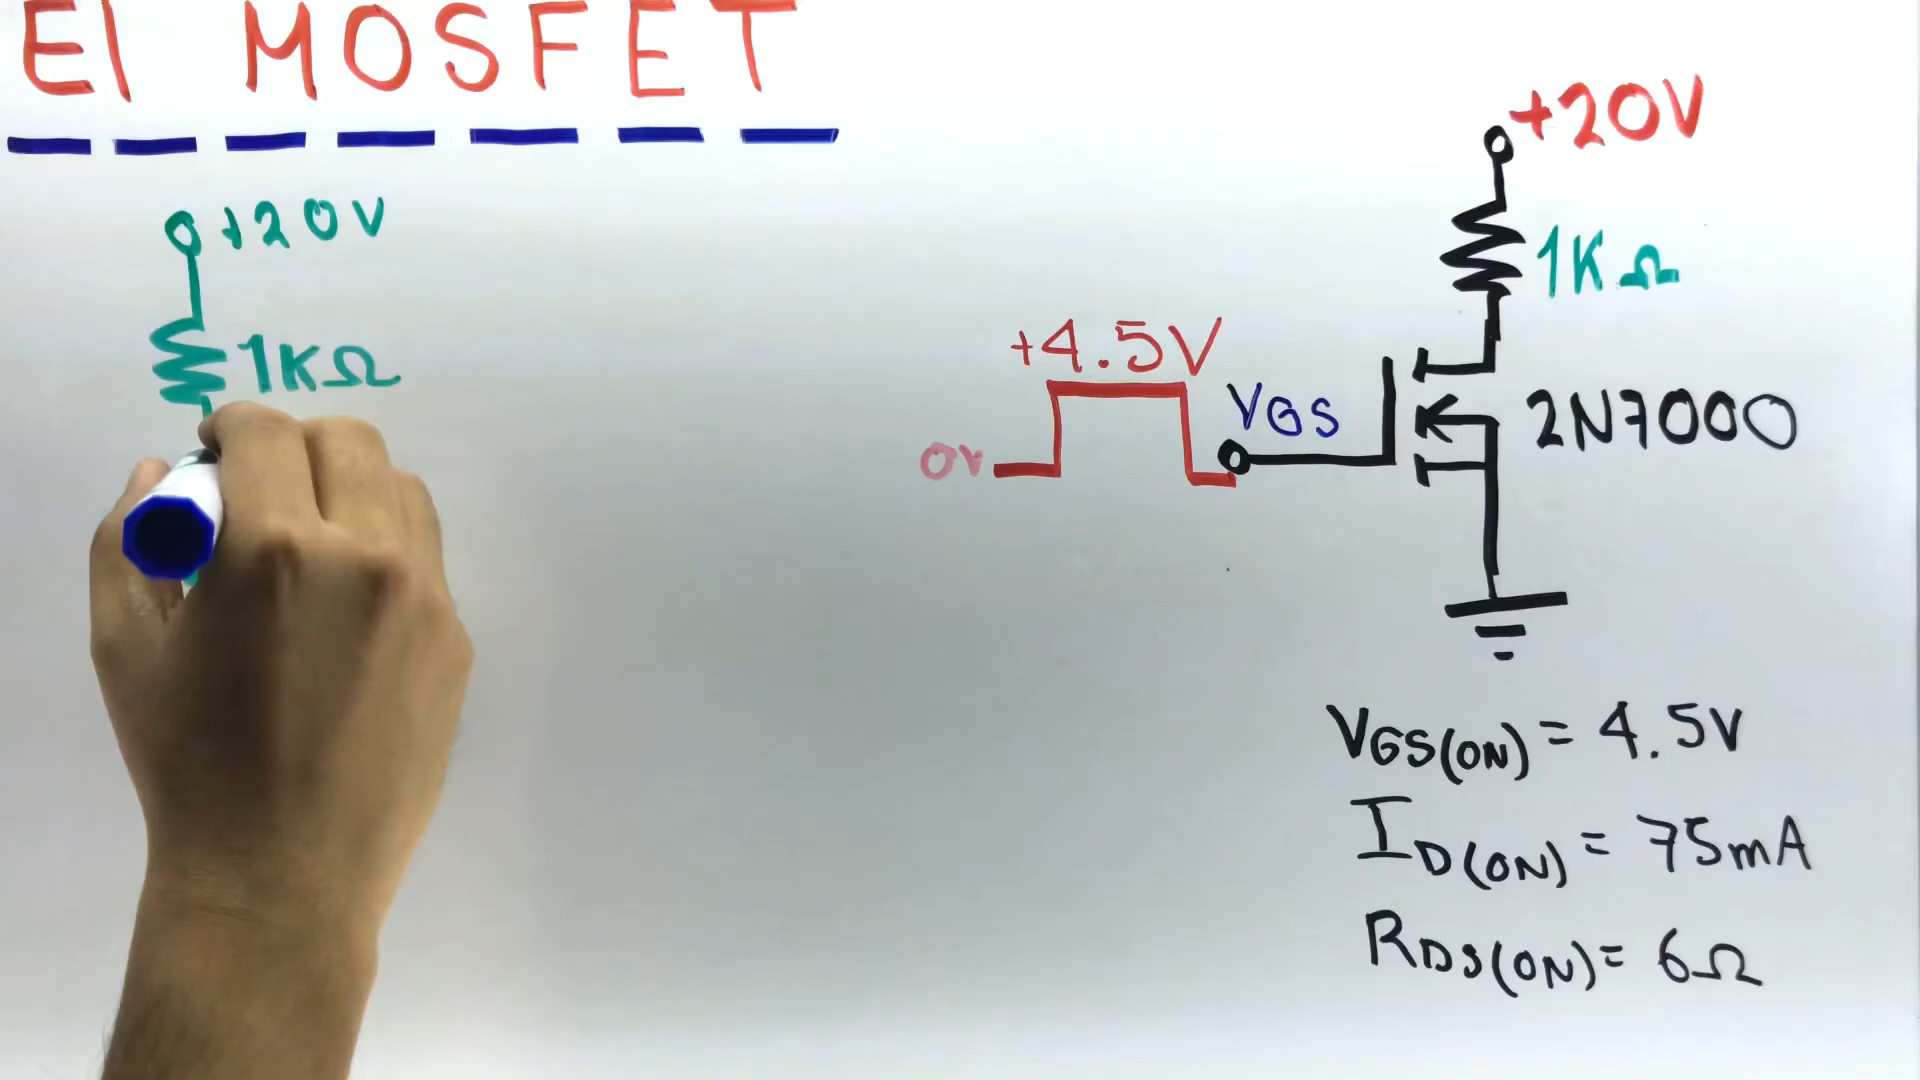 El MOSFET
+20V
1KΩ
+20V
1KΩ
+4.5V
VGS
0V
2N7000
VGS(ON) = 4.5V
ID(ON) = 75mA
RDS(ON) = 6Ω